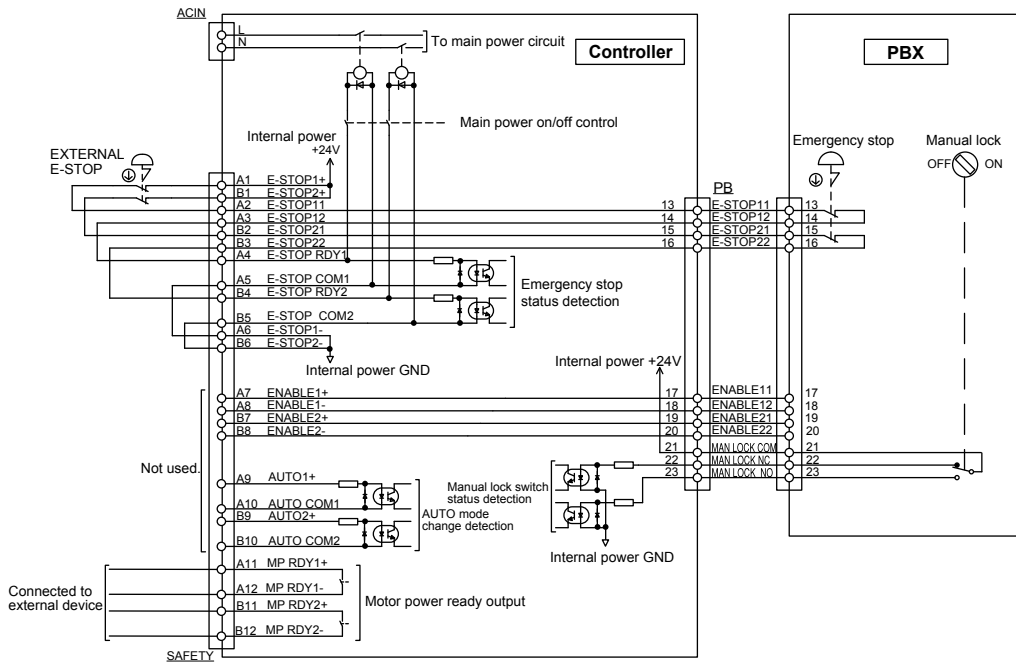 ACIN
L
N
To main power circuit
Controller
PBX
Main power on/off control
Internal power
+24V
EXTERNAL
E-STOP
Emergency stop
Manual lock
OFF
ON
A1 E-STOP1+
B1 E-STOP2+
A2 E-STOP11
A3 E-STOP12
B2 E-STOP21
B3 E-STOP22
A4 E-STOP RDY1
A5 E-STOP COM1
B4 E-STOP RDY2
B5 E-STOP COM2
A6 E-STOP1-
B6 E-STOP2-
Internal power GND
Emergency stop
status detection
PB
13 E-STOP11 13
14 E-STOP12 14
15 E-STOP21 15
16 E-STOP22 16
Internal power +24V
A7 ENABLE1+
A8 ENABLE1-
B7 ENABLE2+
B8 ENABLE2-
17 ENABLE11 17
18 ENABLE12 18
19 ENABLE21 19
20 ENABLE22 20
21 MAN LOCK COM 21
22 MAN LOCK NC 22
23 MAN LOCK NO 23
Not used.
A9 AUTO1+
A10 AUTO COM1
B9 AUTO2+
B10 AUTO COM2
AUTO mode
change detection
Manual lock switch
status detection
Internal power GND
A11 MP RDY1+
A12 MP RDY1-
B11 MP RDY2+
B12 MP RDY2-
Connected to
external device
Motor power ready output
SAFETY